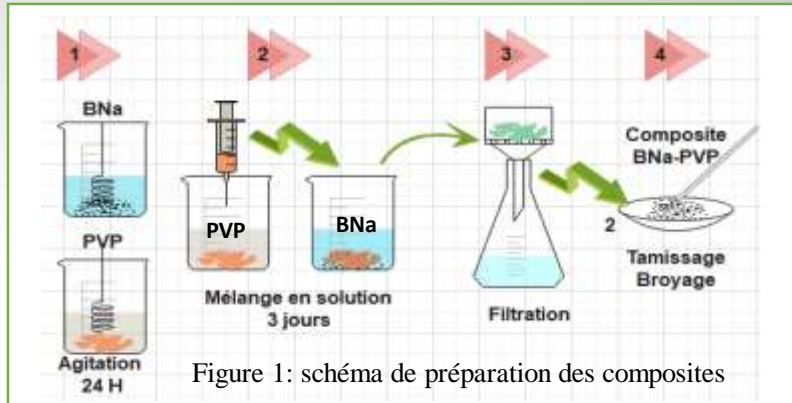 1
2
3
4
BNa
PVP
Agitation
24 H
PVP
BNa
Mélange en solution
3 jours
Filtration
Composite
BNa-PVP
2
Tamissage
Broyage
Figure 1: schéma de préparation des composites